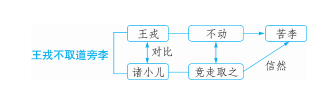 王戎 不动 苦李
王戎不取道旁李 对比
信然
诸小儿 竞走取之